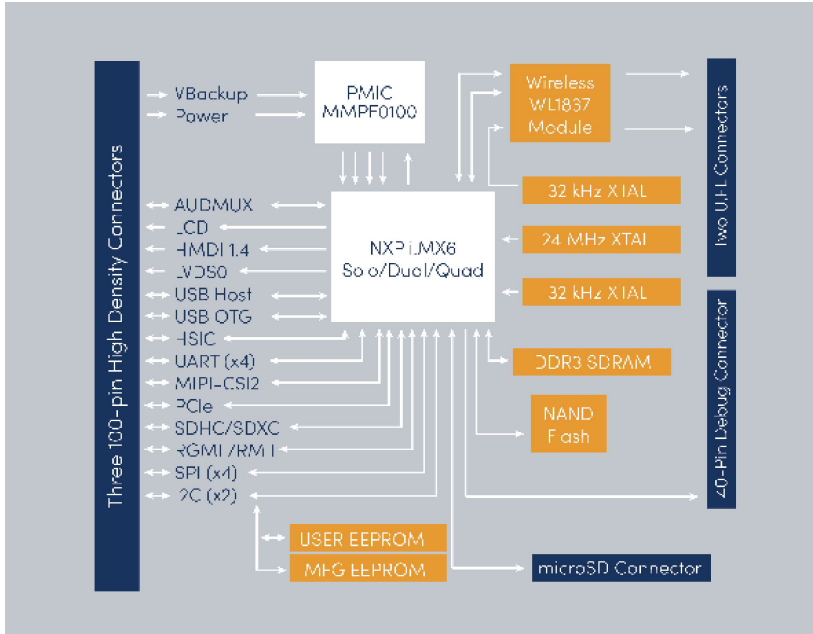 Three 100-pin High Density Connectors
VBackup
Power
PMIC
MMPF0100
Wireless
WL1837
Module
Two U.FL Connectors
32 kHz XTAL
24 MHz XTAL
32 kHz XTAL
NXP i.MX6
Solo/Dual/Quad
AUDMUX
LCD
HMDI 1.4
LVDS0
USB Host
USB OTG
HSIC
UART (x4)
MIPI-CSI2
PCIe
SDHC/SDXC
RGMII/RMII
SPI (x4)
I2C (x2)
DDR3 SDRAM
NAND
Flash
40-Pin Debug Connector
USER EEPROM
MFG EEPROM
microSD Connector